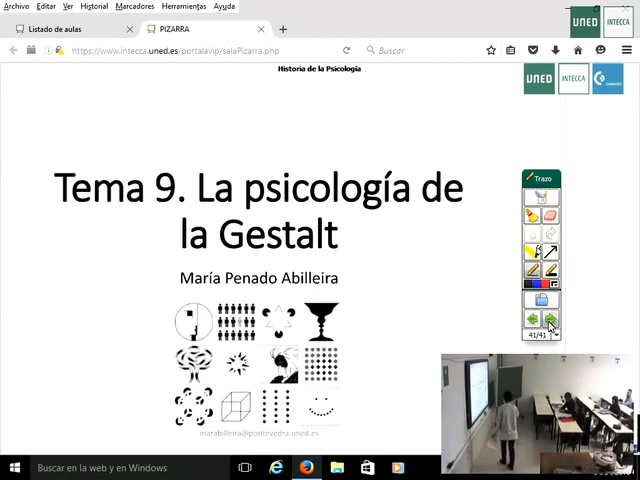 Archivo Editar Ver Historial Marcadores Herramientas Ayuda
Listado de aulas
PIZARRA
https://www.intecca.uned.es/portalavip/salaPizarra.php
Buscar
UNED
INTECCA
Historia de la Psicología
UNED
INTECCA
Tema 9. La psicología de
la Gestalt
María Penado Abilleira
marabilleira@pontevedra.uned.es
Trazo
41/41
Buscar en la web y en Windows